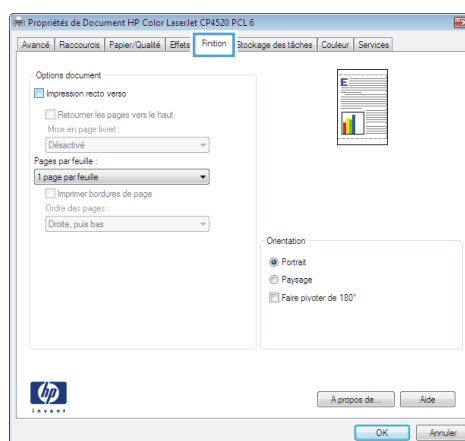 Propriétés de Document HP Color LaserJet CP4520 PCL 6
Avancé Raccourcis Papier/Qualité Effets Finition Stockage des tâches Couleur Services
Options document
Impression recto verso
Retourner les pages vers le haut
Mise en page livret :
Désactivé
Pages par feuille :
1 page par feuille
Imprimer bordures de page
Ordre des pages :
Droite, puis bas
E
Orientation
Portrait
Paysage
Faire pivoter de 180°
hp
invent
A propos de... Aide
OK Annuler